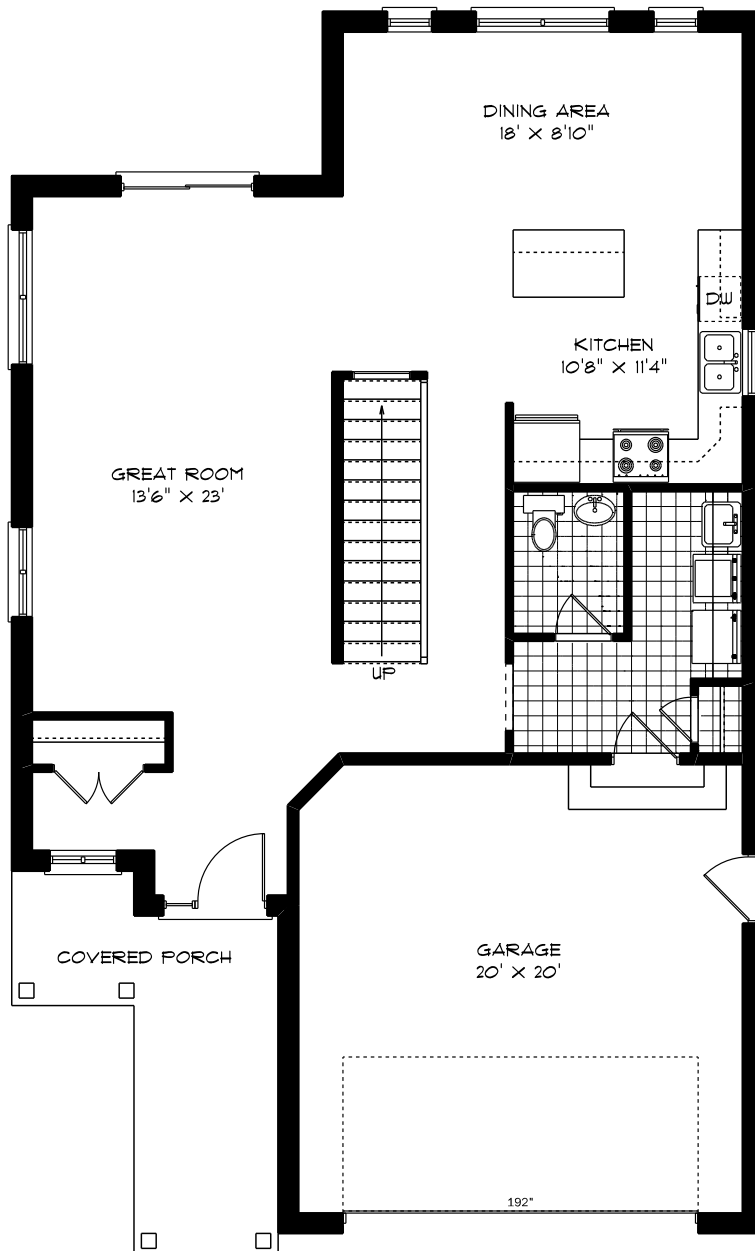 DINING AREA
18' X 8'10"
DW
KITCHEN
10'8" X 11'4"
GREAT ROOM
13'6" X 23'
UP
COVERED PORCH
GARAGE
20' X 20'
192"